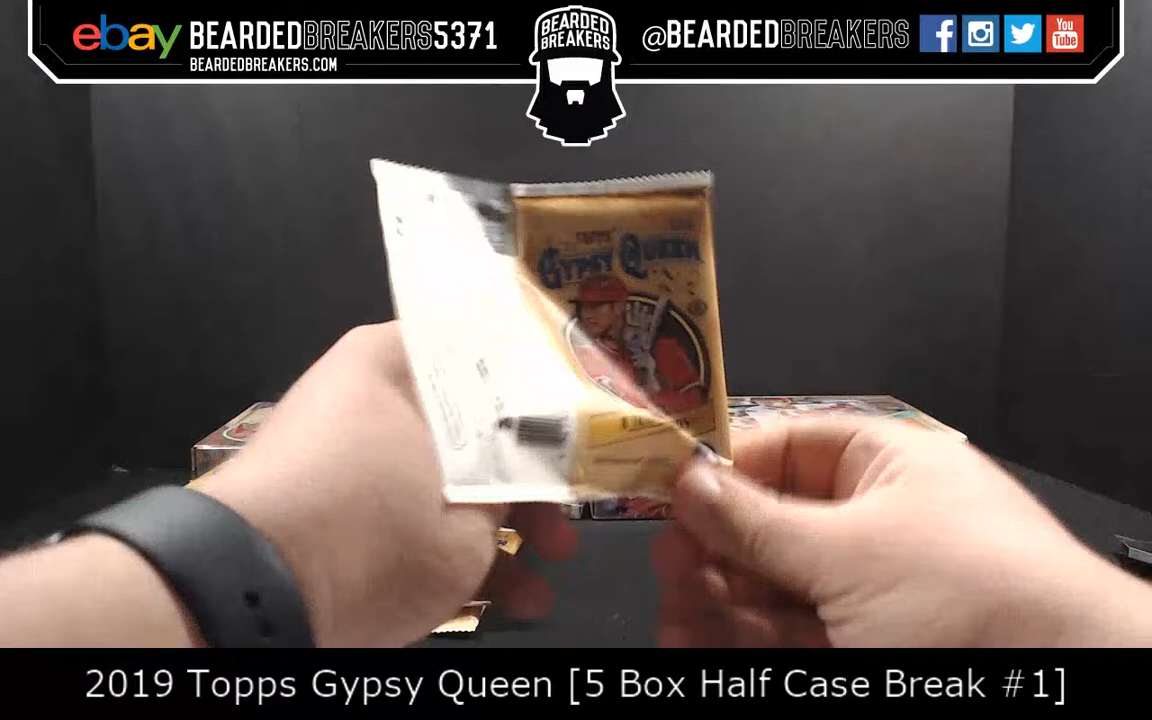 ebay BEARDEDBREAKERS5371
BEARDEDBREAKERS.COM
BEARDED
BREAKERS
@BEARDEDBREAKERS
You
Tube
TOPPS
GYPSY QUEEN
2019 Topps Gypsy Queen [5 Box Half Case Break #1]